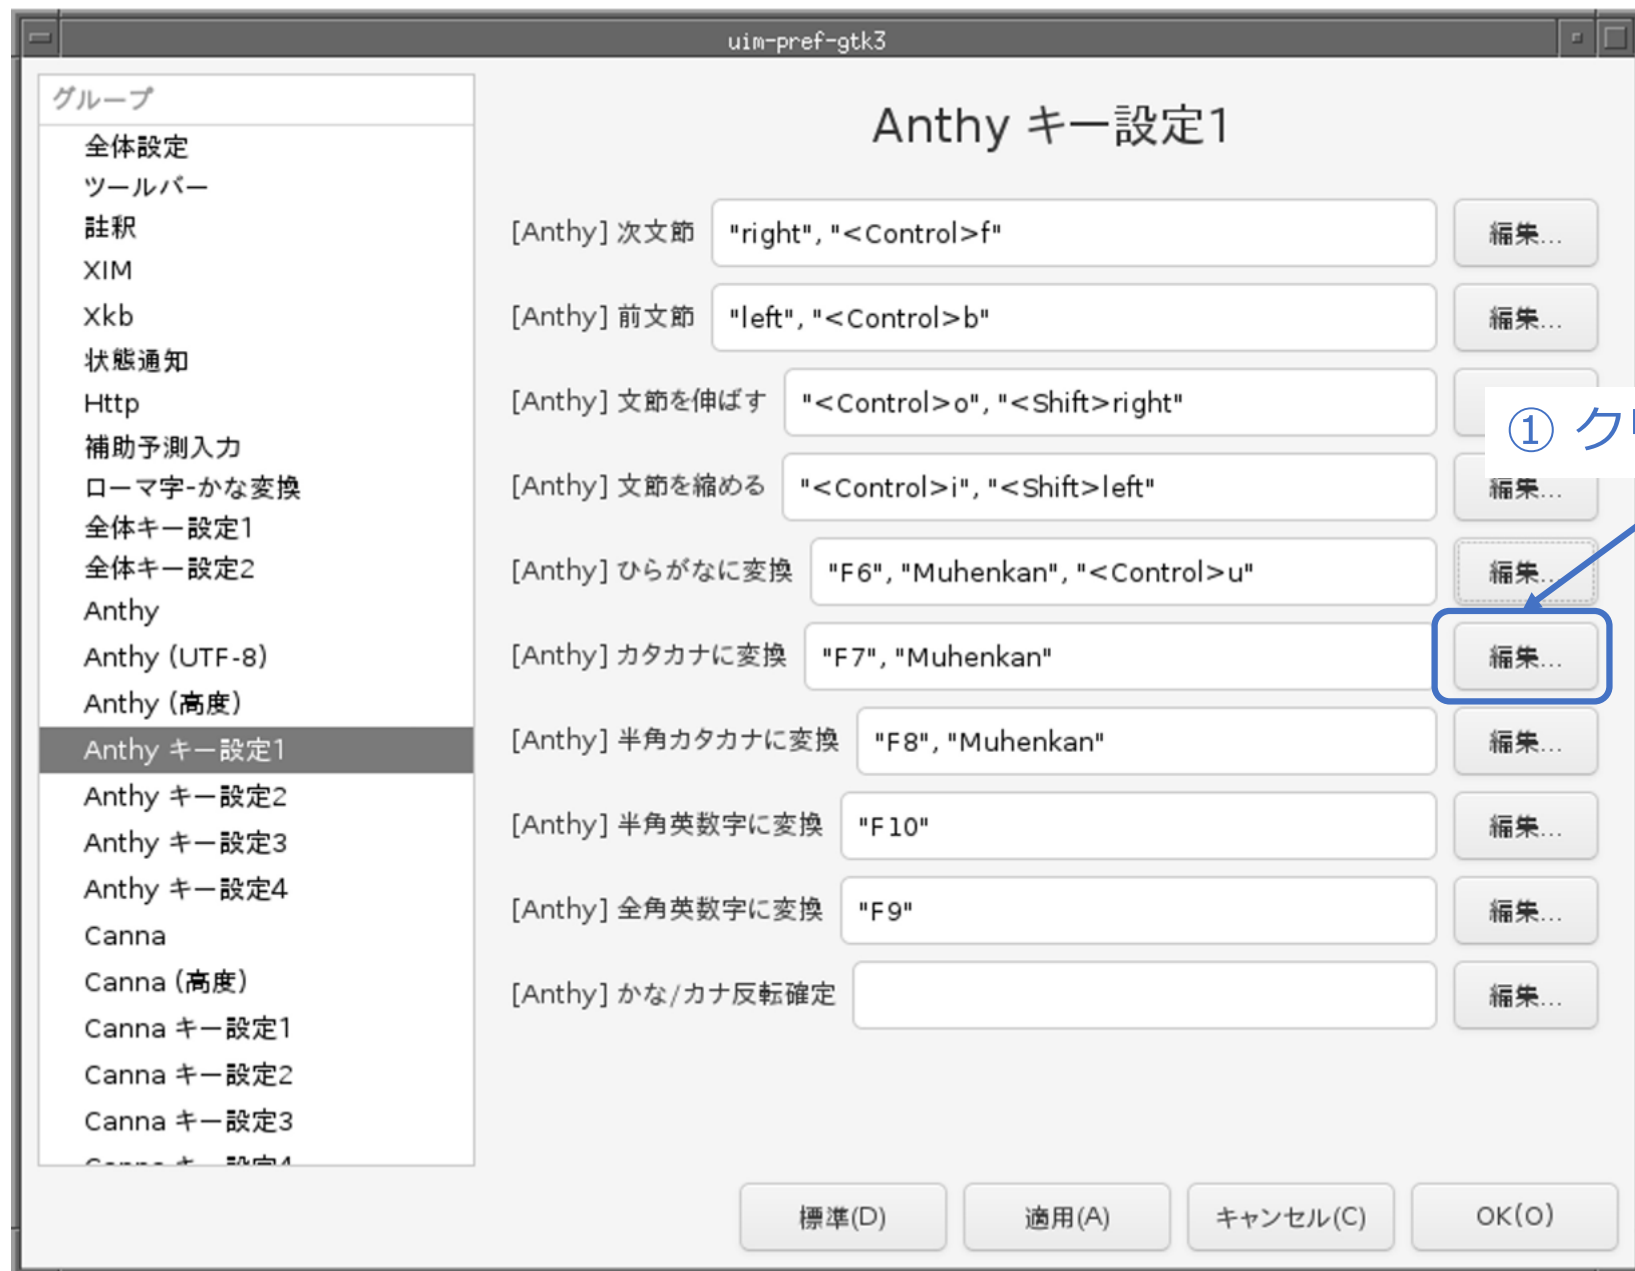 uim-pref-gtk3
グループ
全体設定
ツールバー
註釈
XIM
Xkb
状態通知
Http
補助予測入力
ローマ字-かな変換
全体キー設定1
全体キー設定2
Anthy
Anthy (UTF-8)
Anthy (高度)
Anthy キー設定1
Anthy キー設定2
Anthy キー設定3
Anthy キー設定4
Canna
Canna (高度)
Canna キー設定1
Canna キー設定2
Canna キー設定3
Anthy キー設定1
[Anthy] 次文節 "right", "<Control>f" 編集...
[Anthy] 前文節 "left", "<Control>b" 編集...
[Anthy] 文節を伸ばす "<Control>o", "<Shift>right"
① ク
[Anthy] 文節を縮める "<Control>i", "<Shift>left" 編集...
[Anthy] ひらがなに変換 "F6", "Muhenkan", "<Control>u" 編集...
[Anthy] カタカナに変換 "F7", "Muhenkan" 編集...
[Anthy] 半角カタカナに変換 "F8", "Muhenkan" 編集...
[Anthy] 半角英数字に変換 "F10" 編集...
[Anthy] 全角英数字に変換 "F9" 編集...
[Anthy] かな/カナ反転確定 編集...
標準(D) 適用(A) キャンセル(C) OK(O)